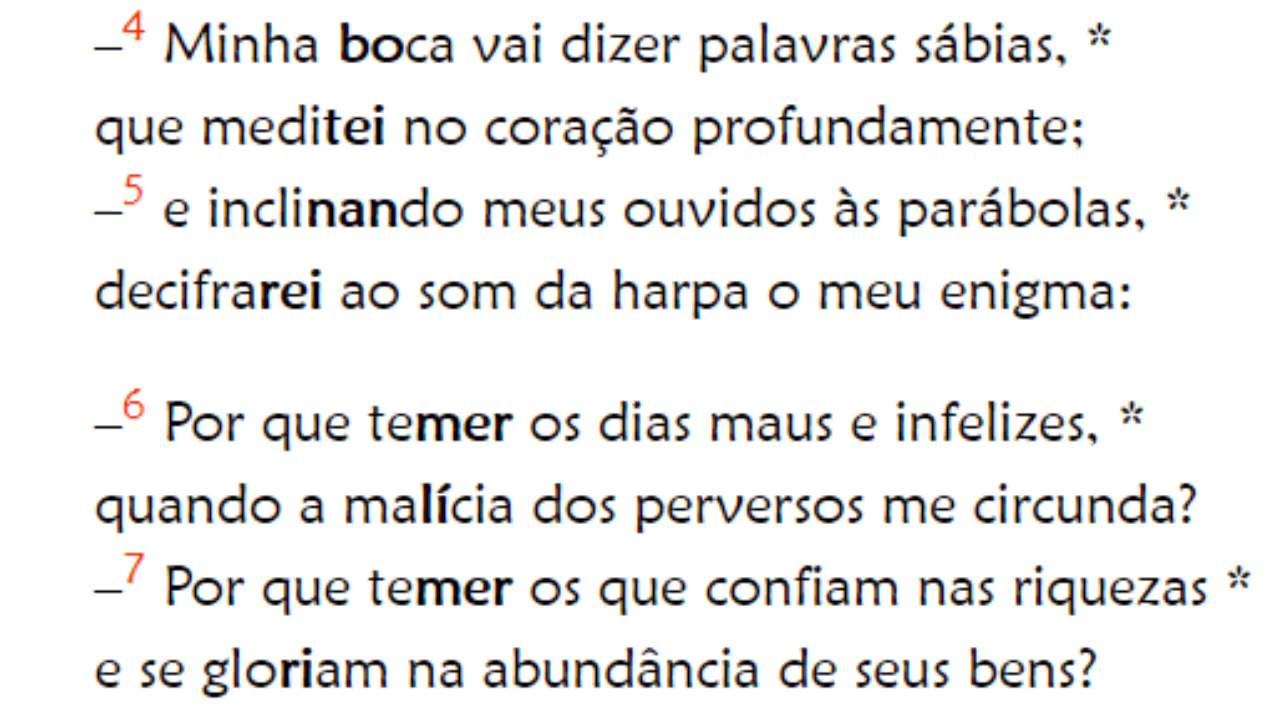 –4 Minha boca vai dizer palavras sábias, *
que meditei no coração profundamente;
–5 e inclinando meus ouvidos às parábolas, *
decifrarei ao som da harpa o meu enigma:
–6 Por que temer os dias maus e infelizes, *
quando a malícia dos perversos me circunda?
–7 Por que temer os que confiam nas riquezas *
e se gloriam na abundância de seus bens?